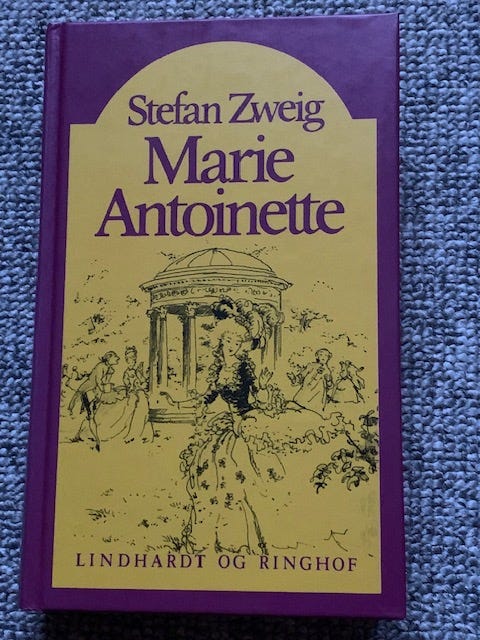 Stefan Zweig
Marie
Antoinette
LINDHARDT OG RINGHOF